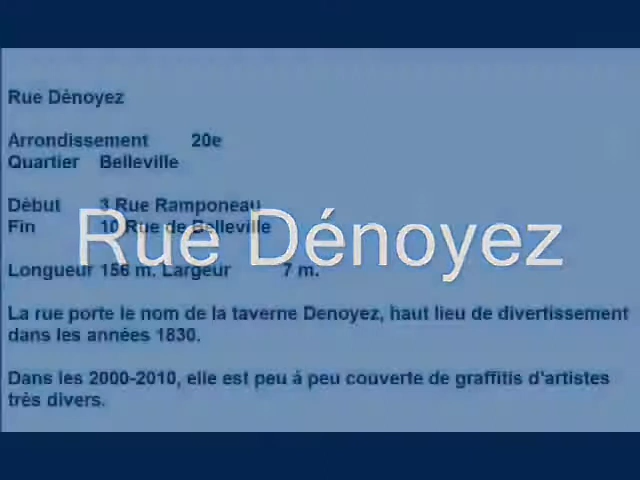 Rue Dénoyez
Arrondissement 20e
Quartier Belleville
Début 3 Rue Ramponeau
Fin 10 Rue de Belleville
Rue Dénoyez
Longueur 156 m. Largeur 7 m.
La rue porte le nom de la taverne Denoyez, haut lieu de divertissement
dans les années 1830.
Dans les 2000-2010, elle est peu à peu couverte de graffitis d'artistes
très divers.